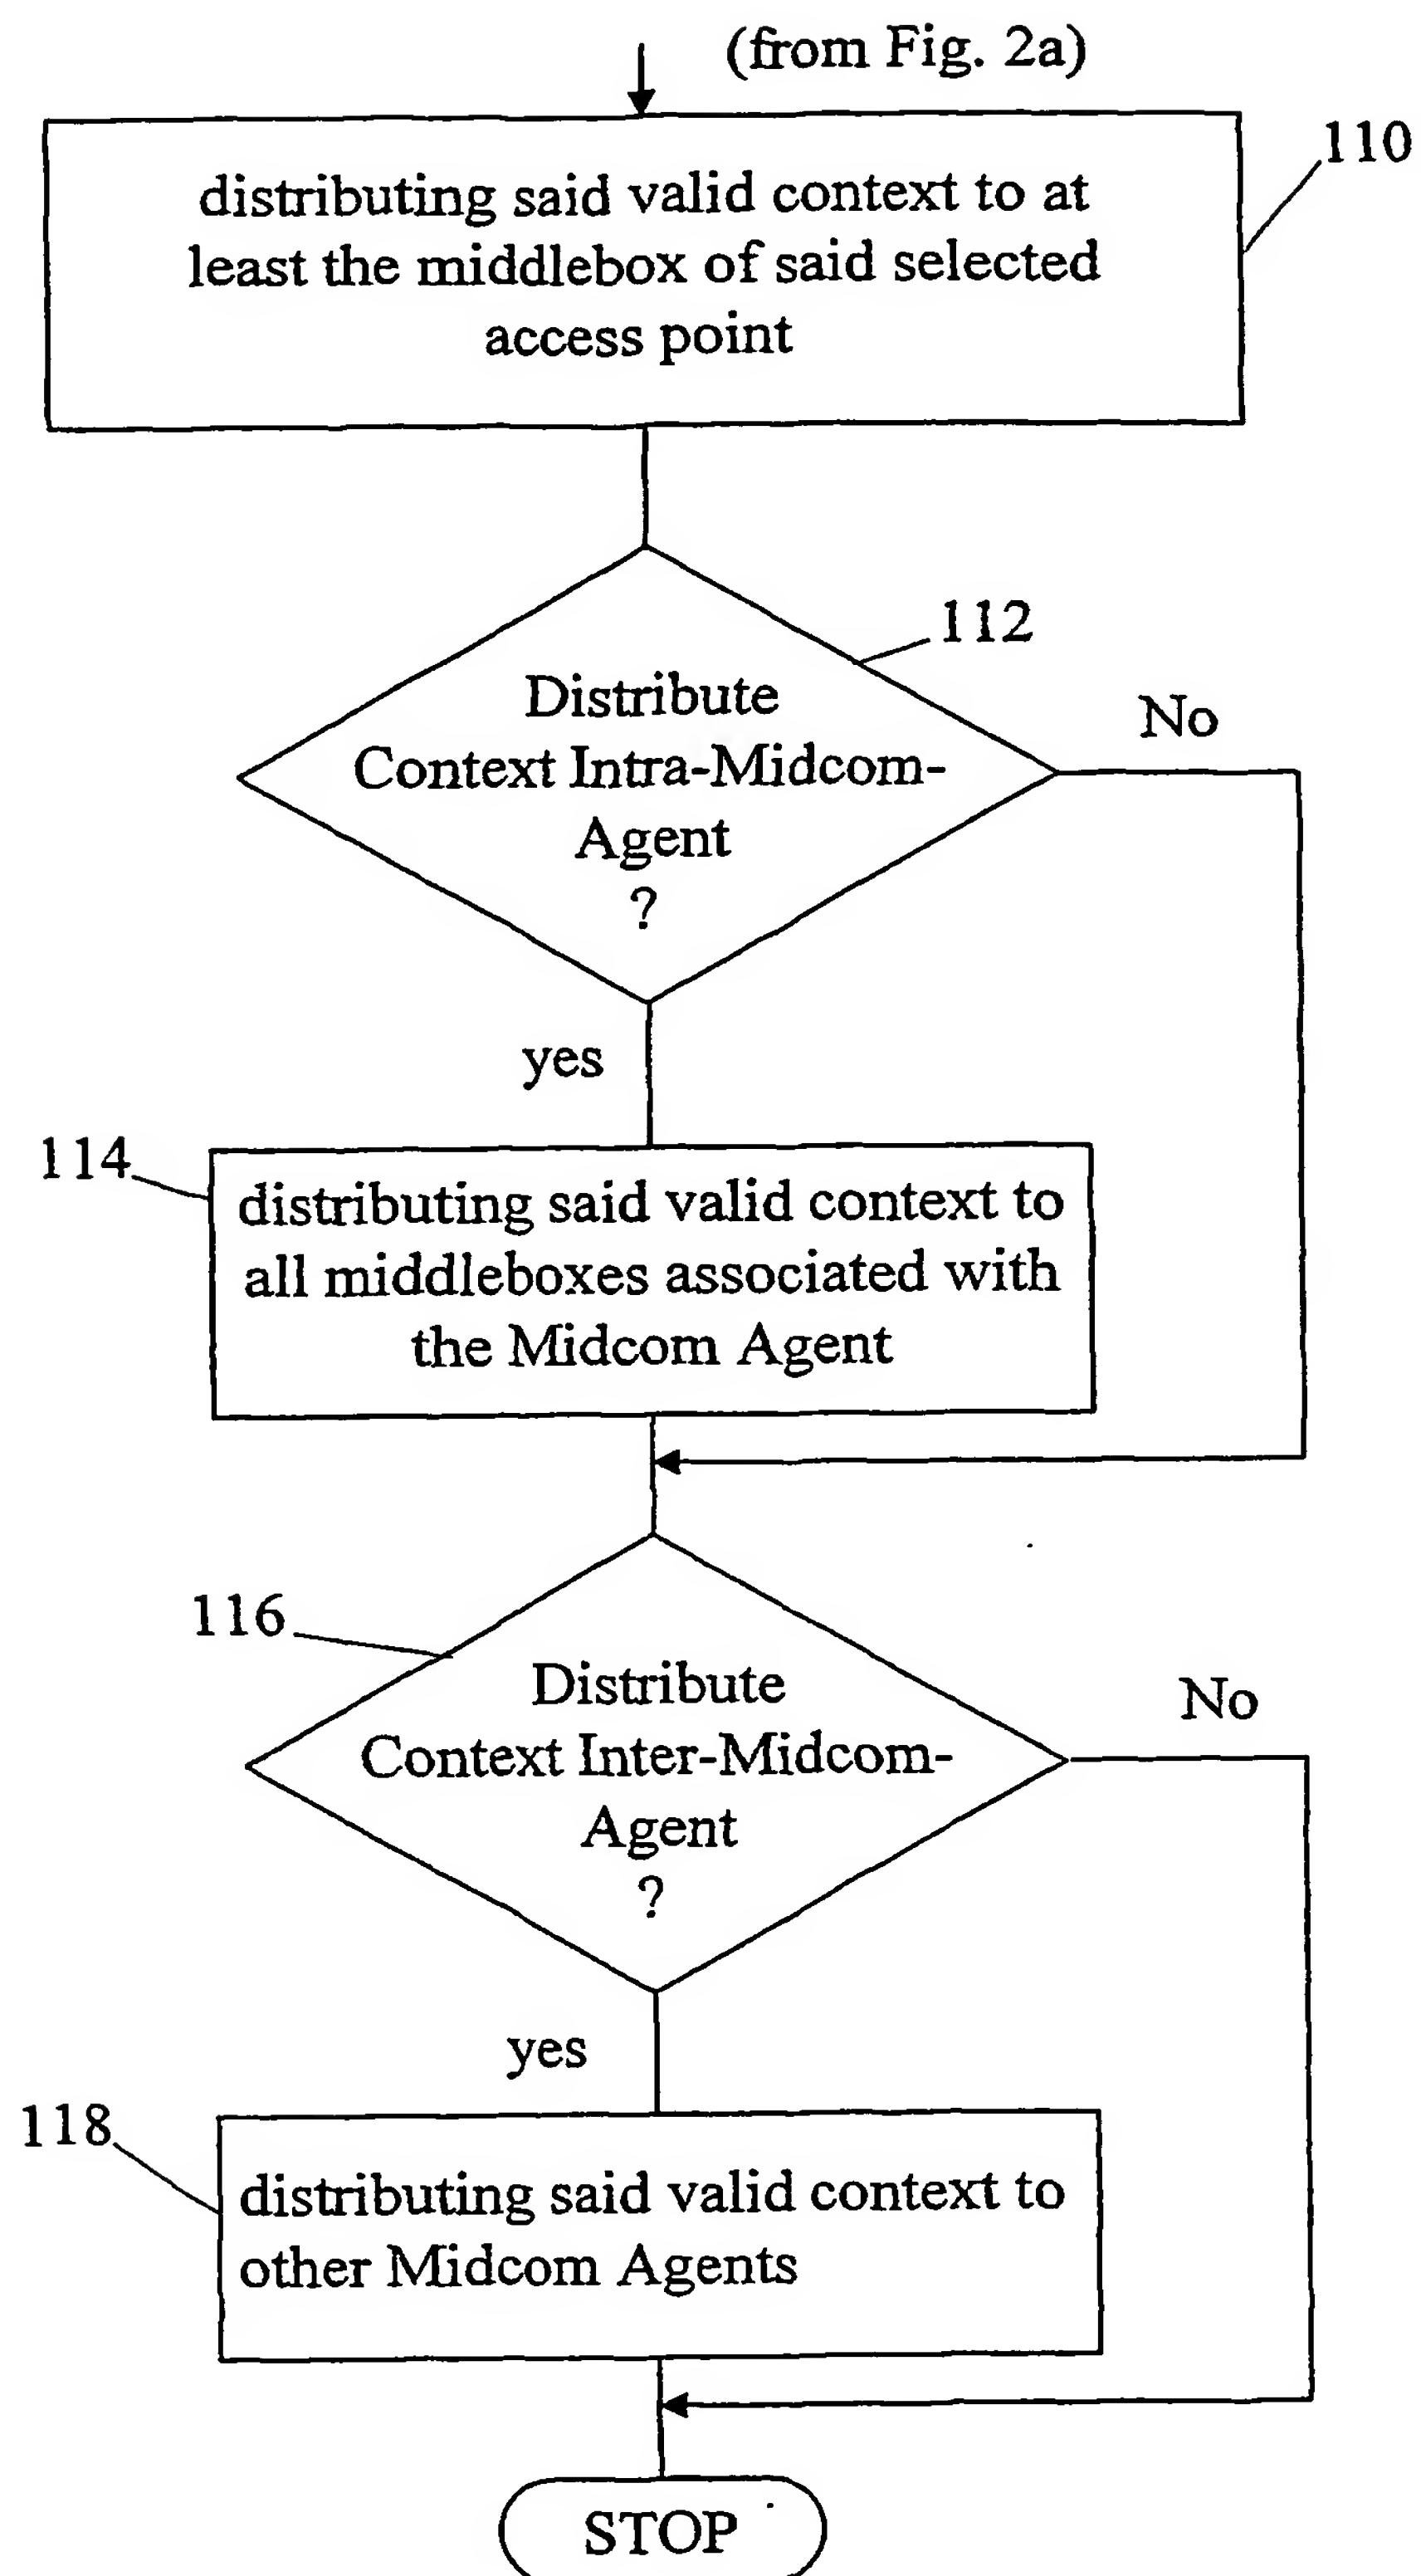 (from Fig. 2a)
110
distributing said valid context to at
least the middlebox of said selected
access point
112
Distribute
Context Intra-Midcom-
Agent
?
No
yes
114
distributing said valid context to
all middleboxes associated with
the Midcom Agent
116
Distribute
Context Inter-Midcom-
Agent
?
No
yes
118
distributing said valid context to
other Midcom Agents
STOP